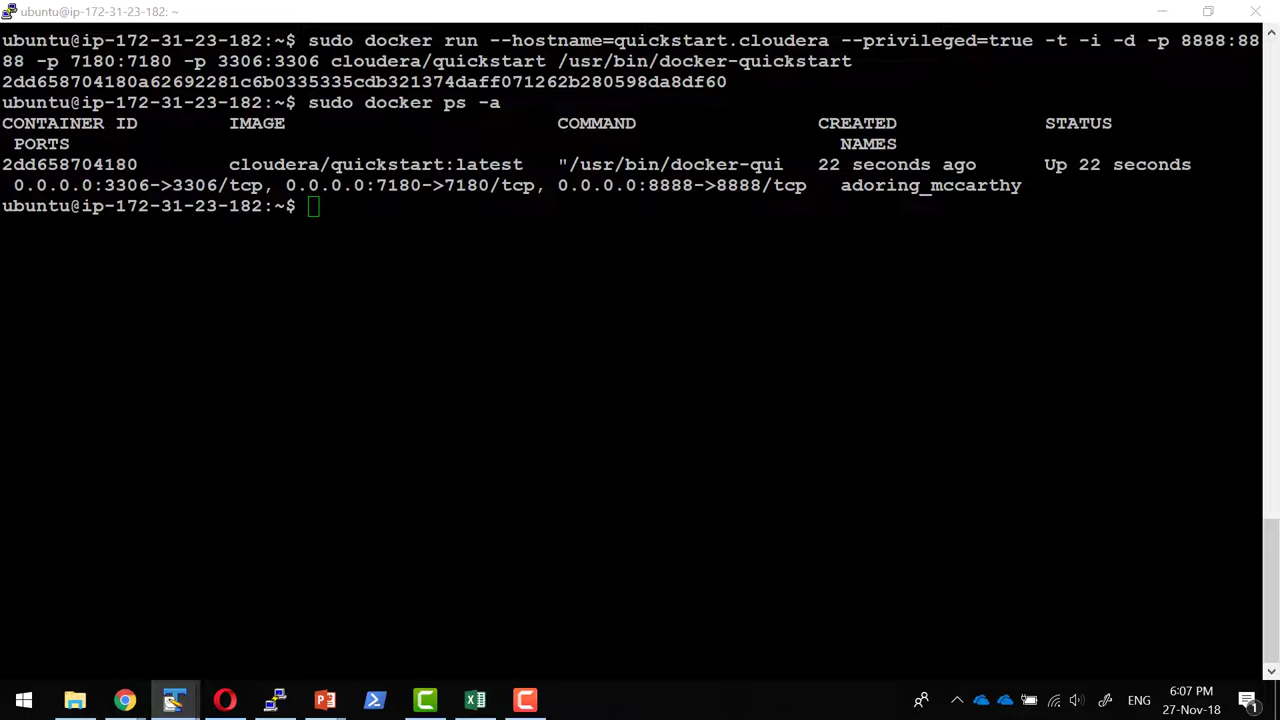 ubuntu@ip-172-31-23-182: ~
ubuntu@ip-172-31-23-182:~$ sudo docker run --hostname=quickstart.cloudera --privileged=true -t -i -d -p 8888:88
88 -p 7180:7180 -p 3306:3306 cloudera/quickstart /usr/bin/docker-quickstart
2dd658704180a62692281c6b0335335cdb321374daff071262b280598da8df60
ubuntu@ip-172-31-23-182:~$ sudo docker ps -a
CONTAINER ID        IMAGE                        COMMAND                CREATED             STATUS
 PORTS                                                                    NAMES
2dd658704180        cloudera/quickstart:latest   "/usr/bin/docker-qui   22 seconds ago      Up 22 seconds
 0.0.0.0:3306->3306/tcp, 0.0.0.0:7180->7180/tcp, 0.0.0.0:8888->8888/tcp   adoring_mccarthy
ubuntu@ip-172-31-23-182:~$
ENG
6:07 PM
27-Nov-18
1